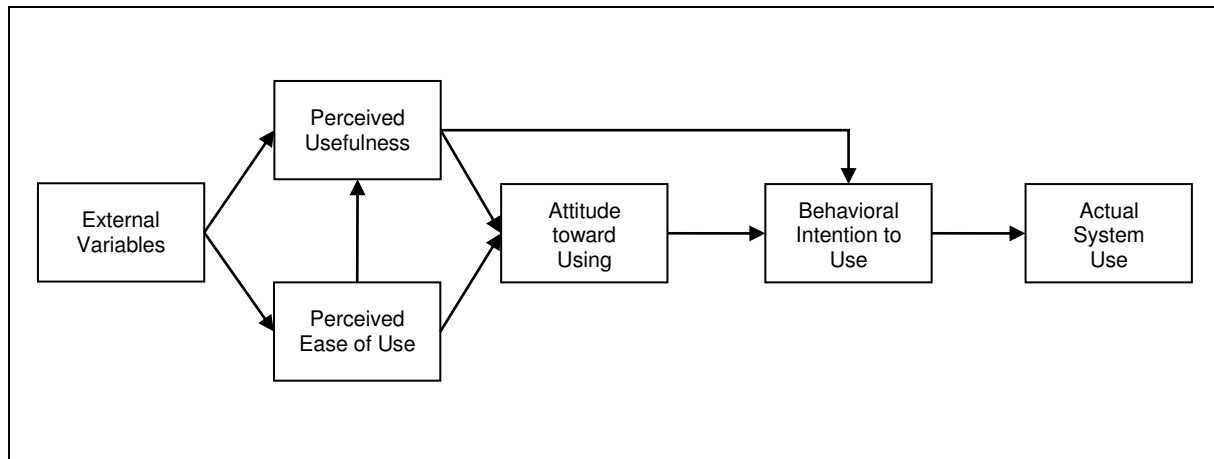 External
Variables
Perceived
Usefulness
Perceived
Ease of Use
Attitude
toward
Using
Behavioral
Intention to
Use
Actual
System
Use